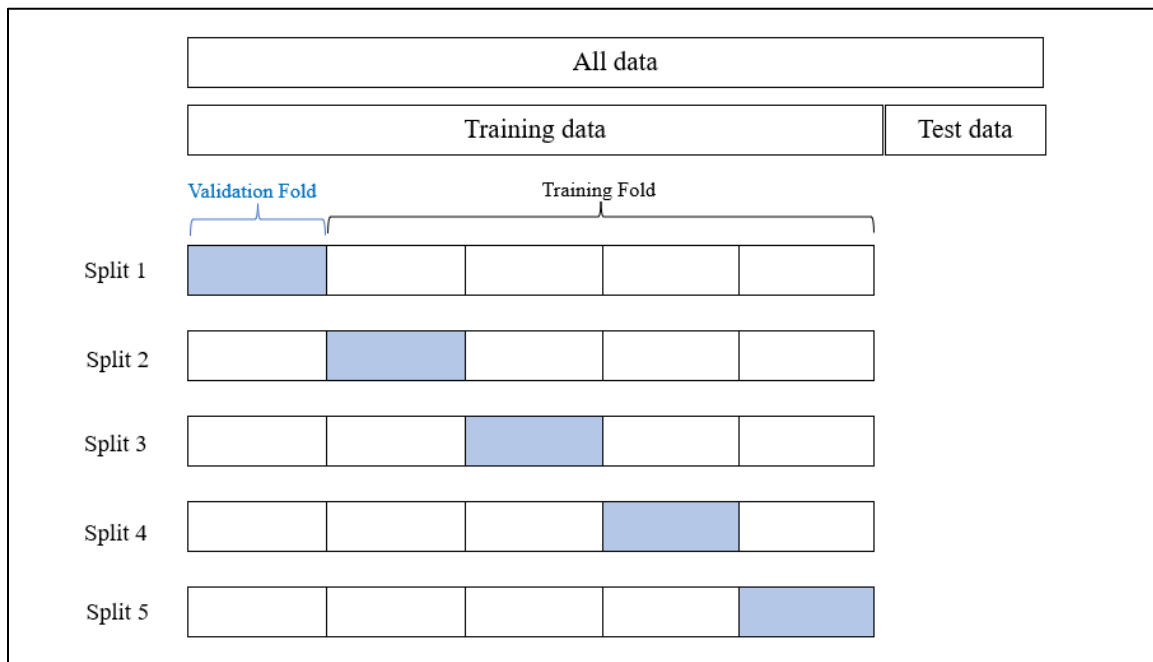 All data
Training data
Test data
Validation Fold
Training Fold
Split 1
Split 2
Split 3
Split 4
Split 5